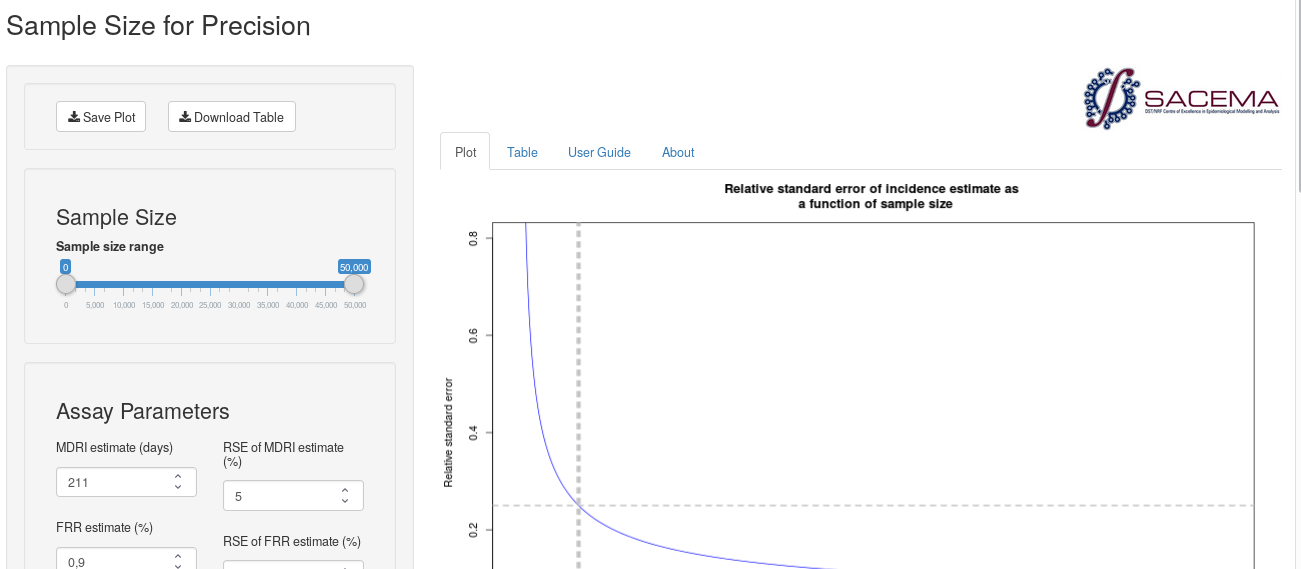 Sample Size for Precision
Save Plot
Download Table
Sample Size
Sample size range
0
50,000
0 5,000 10,000 15,000 20,000 25,000 30,000 35,000 40,000 45,000 50,000
Assay Parameters
MDRI estimate (days)
211
RSE of MDRI estimate
(%)
5
FRR estimate (%)
0,9
RSE of FRR estimate (%)
SACEMA
DST/NRF Centre of Excellence in Epidemiological Modelling and Analysis
Plot
Table
User Guide
About
Relative standard error of incidence estimate as
a function of sample size
Relative standard error
0.8
0.6
0.4
0.2